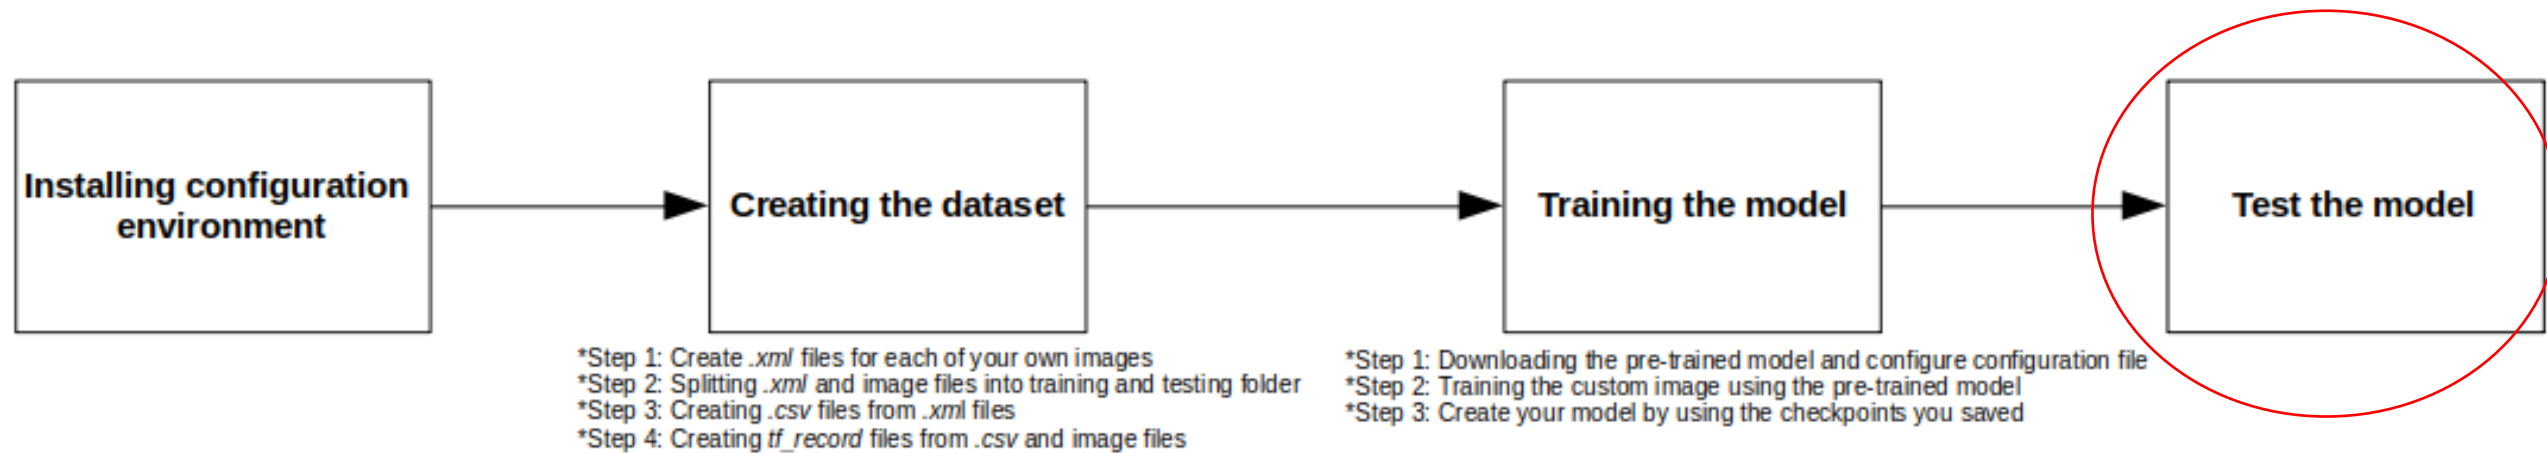 Installing configuration
environment
Creating the dataset
*Step 1: Create .xml files for each of your own images
*Step 2: Splitting .xml and image files into training and testing folder
*Step 3: Creating .csv files from .xml files
*Step 4: Creating tf_record files from .csv and image files
Training the model
*Step 1: Downloading the pre-trained model and configure configuration file
*Step 2: Training the custom image using the pre-trained model
*Step 3: Create your model by using the checkpoints you saved
Test the model